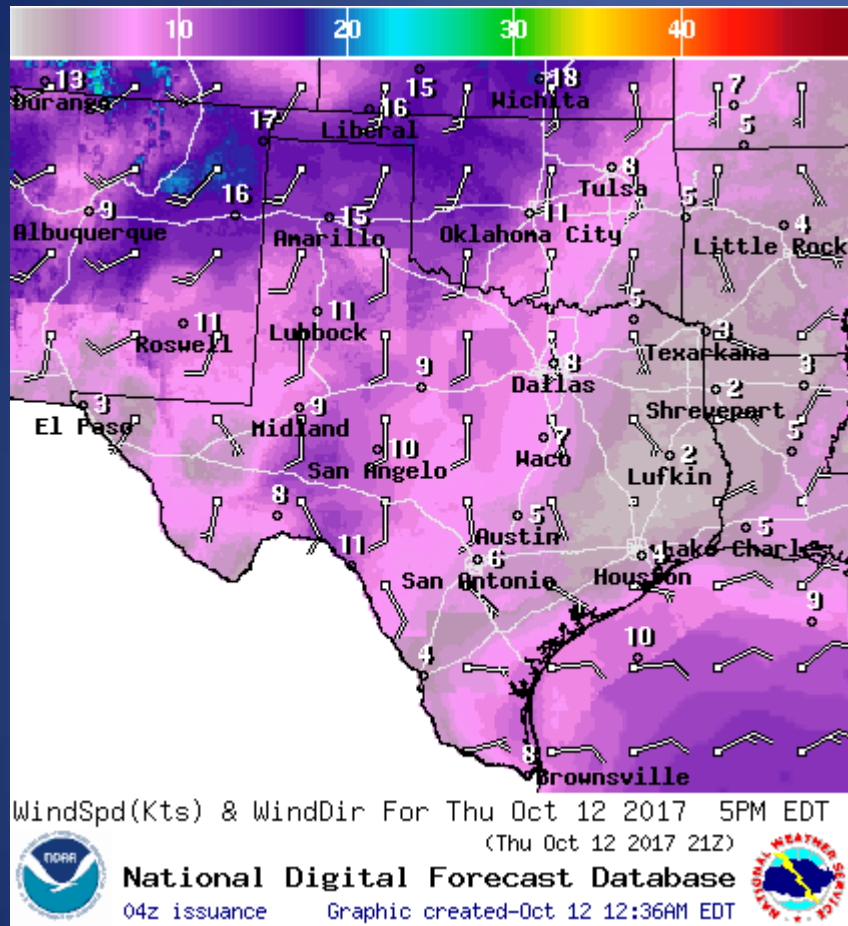 10 20 30 40
13 15 18 7
Durango Wichita
16
Liberal
17 5
8
Tulsa
9 16 15 11 5 4
Albuquerque Amarillo Oklahoma City Little Rock
11 11 5
Roswell Lubbock
3
Texarkana
8
9 Dallas 2 3
3 9 Shreveport
El Paso Midland
7 5
10 Waco 2
San Angelo Lufkin
8 5 5
Austin
11 6 Lake Charles
San Antonio Houston
9
10
4
8
Brownsville
WindSpd(Kts) & WindDir For Thu Oct 12 2017 5PM EDT
(Thu Oct 12 2017 21Z)
National Digital Forecast Database
04z issuance Graphic created-Oct 12 12:36AM EDT
NOAA
NATIONAL WEATHER SERVICE